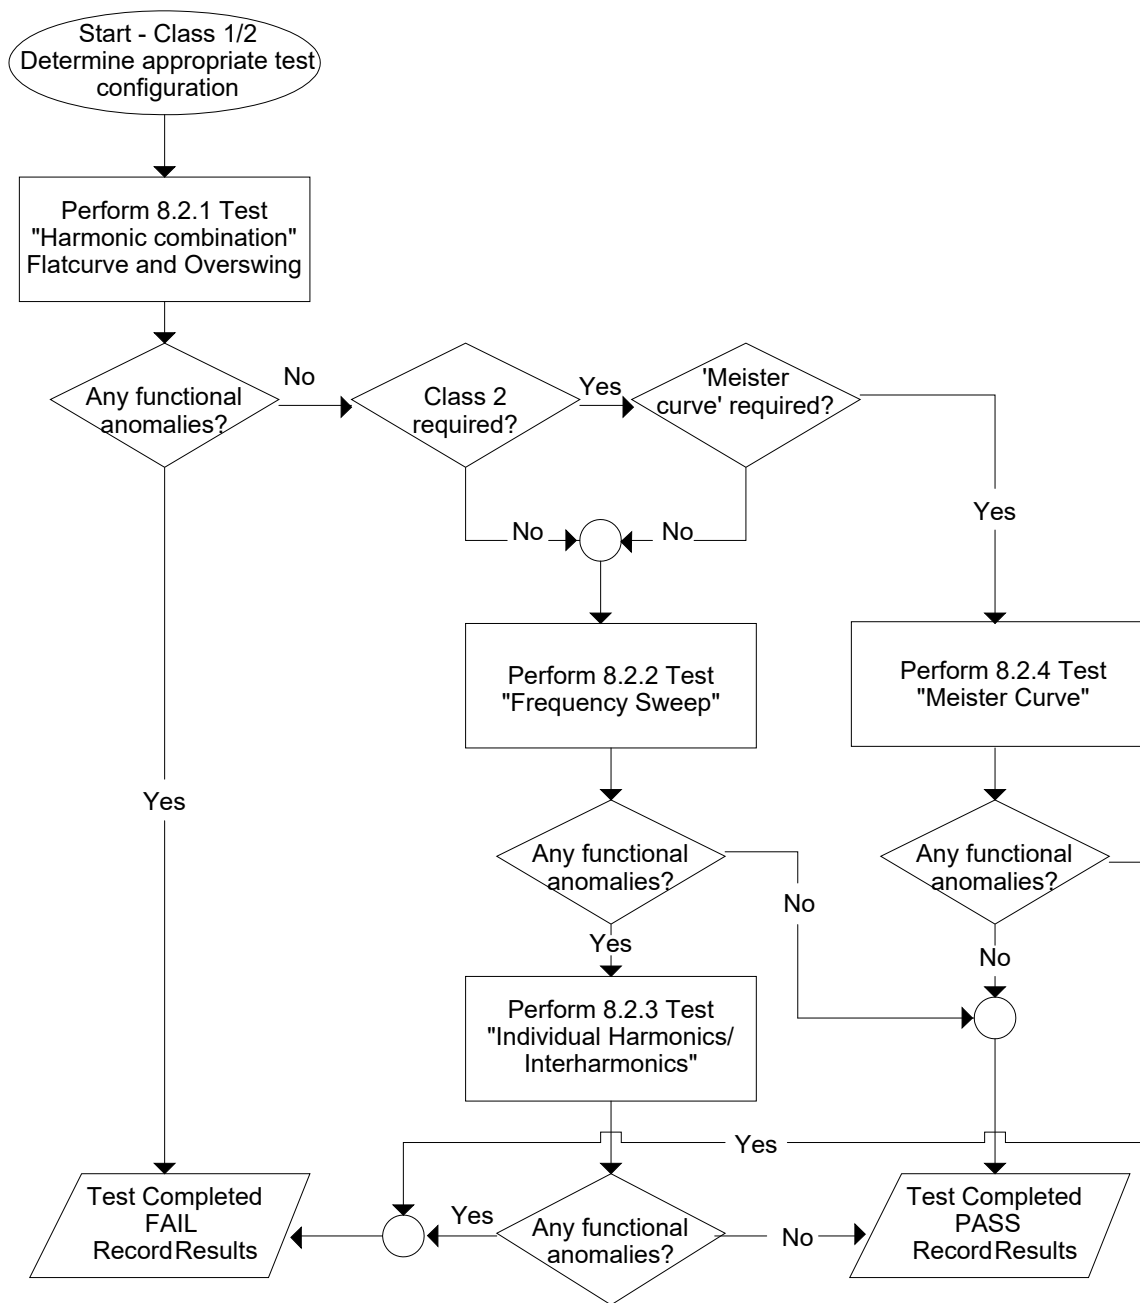 Start - Class 1/2
Determine appropriate test
configuration
Perform 8.2.1 Test
"Harmonic combination"
Flatcurve and Overswing
Any functional
anomalies?
No
Class 2
required?
Yes
'Meister
curve' required?
No
No
Yes
Perform 8.2.2 Test
"Frequency Sweep"
Perform 8.2.4 Test
"Meister Curve"
Yes
Any functional
anomalies?
No
Any functional
anomalies?
Yes
No
Perform 8.2.3 Test
"Individual Harmonics/
Interharmonics"
Yes
Test Completed
FAIL
Record Results
Yes
Any functional
anomalies?
No
Test Completed
PASS
Record Results